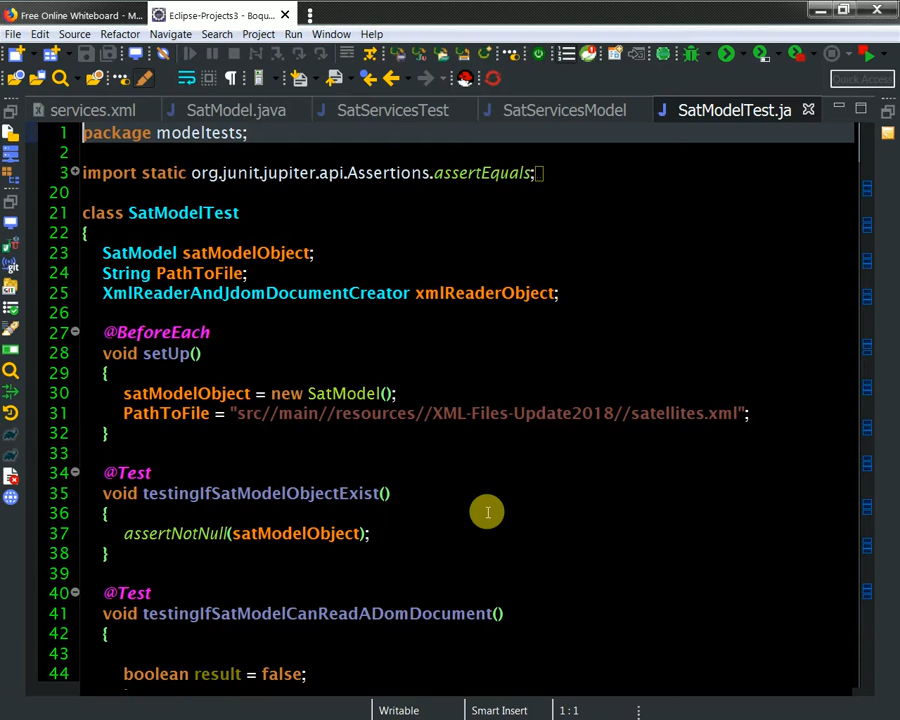 Free Online Whiteboard - M...
Eclipse-Projects3 - Boqu...
File Edit Source Refactor Navigate Search Project Run Window Help
Quick Access
services.xml SatModel.java SatServicesTest SatServicesModel SatModelTest.ja
1 package modeltests;
2
3 import static org.junit.jupiter.api.Assertions.assertEquals;
20
21 class SatModelTest
22 {
23 SatModel satModelObject;
24 String PathToFile;
25 XmlReaderAndJdomDocumentCreator xmlReaderObject;
26
27 @BeforeEach
28 void setUp()
29 {
30 satModelObject = new SatModel();
31 PathToFile = "src//main//resources//XML-Files-Update2018//satellites.xml";
32 }
33
34 @Test
35 void testingIfSatModelObjectExist()
36 {
37 assertNotNull(satModelObject);
38 }
39
40 @Test
41 void testingIfSatModelCanReadADomDocument()
42 {
43
44 boolean result = false;
Writable Smart Insert 1 : 1